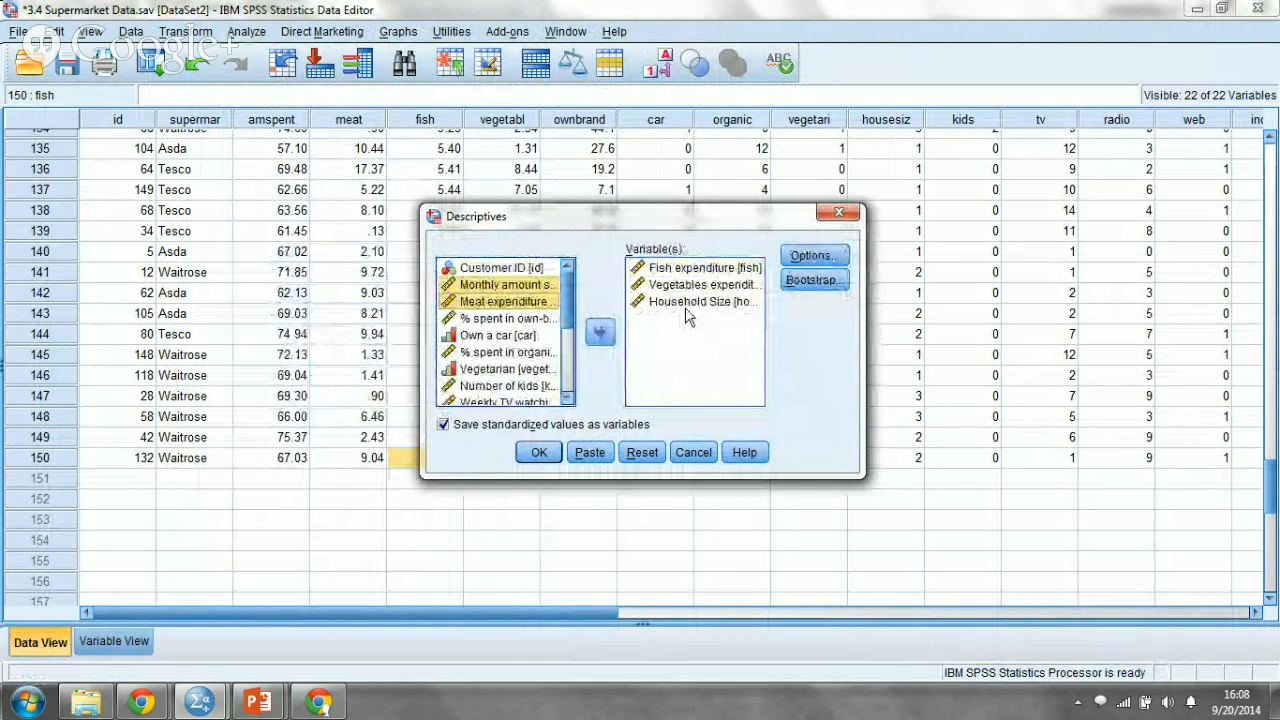 *3.4 Supermarket Data.sav [DataSet2] - IBM SPSS Statistics Data Editor
File Edit View Data Transform Analyze Direct Marketing Graphs Utilities Add-ons Window Help
Google+
150 : fish
Visible: 22 of 22 Variables
id supermar amspent meat fish vegetabl ownbrand car organic vegetari housesiz kids tv radio web
135 104 Asda 57.10 10.44 5.40 1.31 27.6 0 12 1 1 0 12 3 1
136 64 Tesco 69.48 17.37 5.41 8.44 19.2 0 6 0 1 0 9 2 1
137 149 Tesco 62.66 5.22 5.44 7.05 7.1 1 4 0 1 0 10 6 0
138 68 Tesco 63.56 8.10 1 0 14 4 1
139 34 Tesco 61.45 .13 1 0 11 8 0
140 5 Asda 67.02 2.10 2 0 2 9 0
141 12 Waitrose 71.85 9.72 1 0 2 6 1
142 62 Asda 62.13 9.03 1 0 2 3 0
143 105 Asda 69.03 8.21 1 0 2 5 0
144 80 Tesco 74.94 9.94 2 0 7 7 1
145 148 Waitrose 72.13 1.33 1 0 12 5 1
146 118 Waitrose 69.04 1.41 1 0 2 3 0
147 28 Waitrose 69.30 .90 3 0 7 9 0
148 58 Waitrose 66.00 6.46 3 0 5 3 1
149 42 Waitrose 75.37 2.43 2 0 6 9 0
150 132 Waitrose 67.03 9.04 2 0 1 9 1
151
152
153
154
155
156
157
Descriptives
Variable(s):
Customer ID [id]
Monthly amount s...
Meat expenditure ...
% spent in own-b...
Own a car [car]
% spent in organi...
Vegetarian [veget...
Number of kids [k...
Weekly TV watchi...
Fish expenditure [fish]
Vegetables expendit...
Household Size [ho...
Options...
Bootstrap...
Save standardized values as variables
OK Paste Reset Cancel Help
Data View Variable View
IBM SPSS Statistics Processor is ready
16:08
9/20/2014